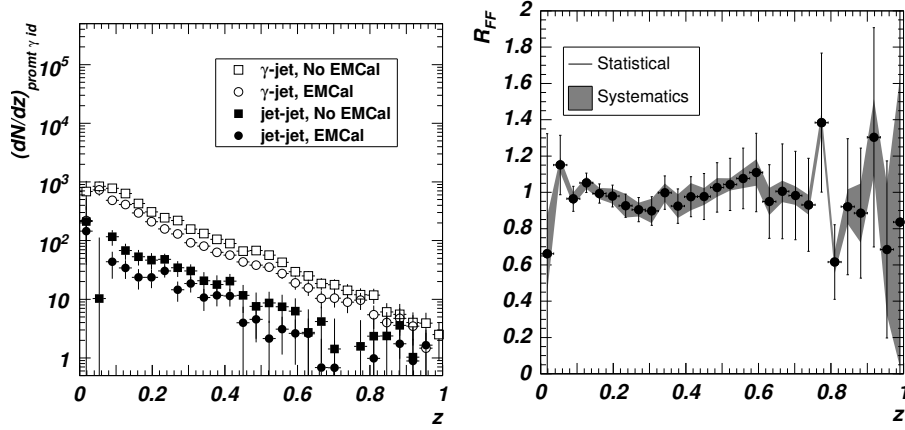 (dN/dz)promt γ id
10⁵
10⁴
10³
10²
10
1
γ-jet, No EMCal
γ-jet, EMCal
jet-jet, No EMCal
jet-jet, EMCal
0 0.2 0.4 0.6 0.8 1
z
R_FF
2
1.8
1.6
1.4
1.2
1
0.8
0.6
0.4
0.2
0
Statistical
Systematics
0 0.2 0.4 0.6 0.8 1
z